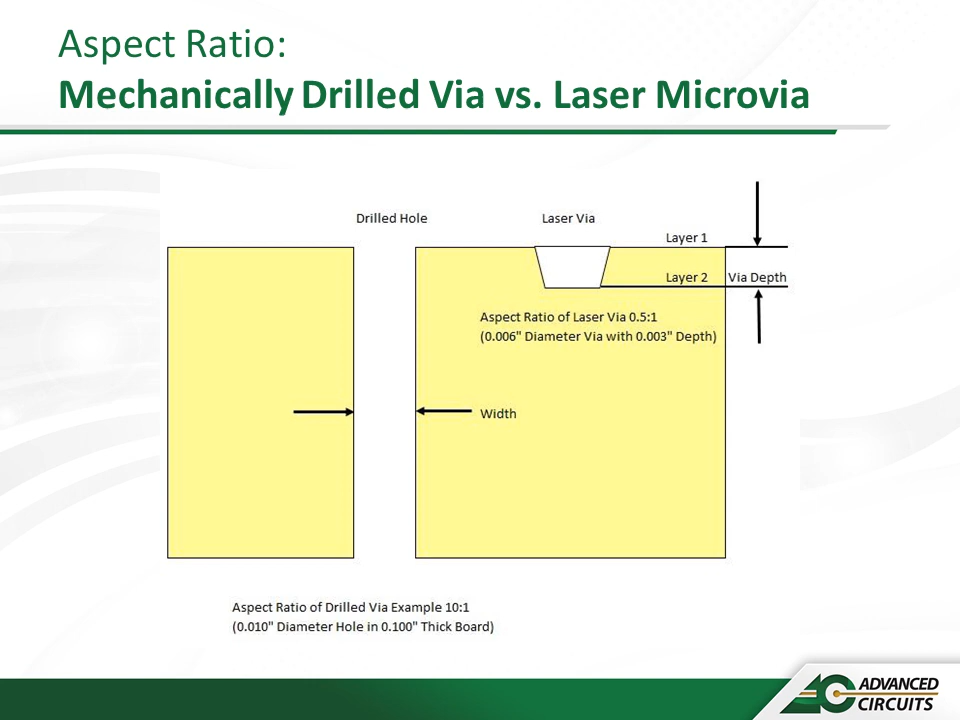 Aspect Ratio:
Mechanically Drilled Via vs. Laser Microvia
Drilled Hole
Laser Via
Layer 1
Layer 2
Via Depth
Aspect Ratio of Laser Via 0.5:1
(0.006" Diameter Via with 0.003" Depth)
Width
Aspect Ratio of Drilled Via Example 10:1
(0.010" Diameter Hole in 0.100" Thick Board)
ADVANCED
CIRCUITS